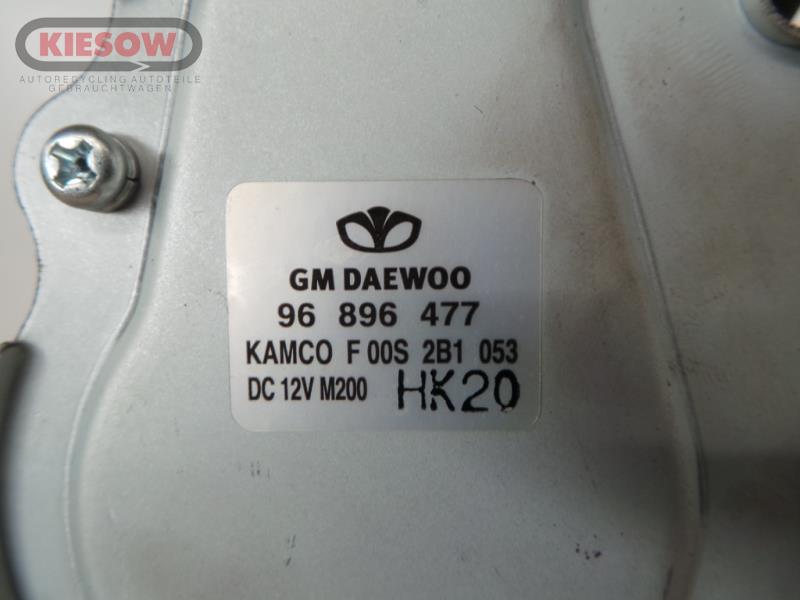 KIESOW
AUTORECYCLING AUTOTEILE
GEBRAUCHTWAGEN
GM DAEWOO
96 896 477
KAMCO F 00S 2B1 053
DC 12V M200 HK20